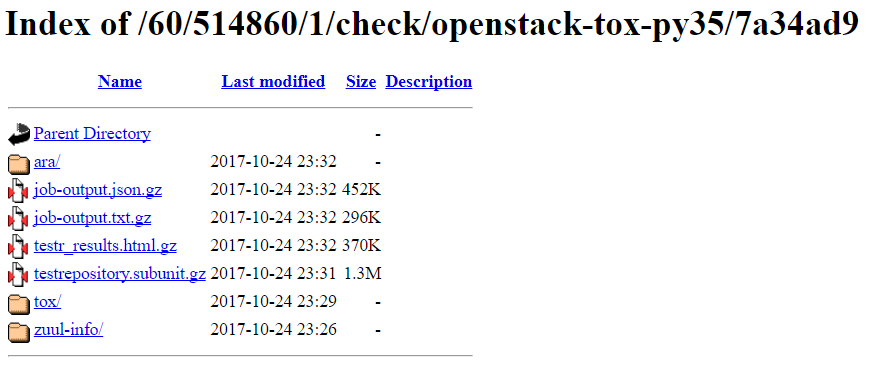 Index of /60/514860/1/check/openstack-tox-py35/7a34ad9
Name Last modified Size Description
Parent Directory -
ara/ 2017-10-24 23:32 -
job-output.json.gz 2017-10-24 23:32 452K
job-output.txt.gz 2017-10-24 23:32 296K
testr_results.html.gz 2017-10-24 23:32 370K
testrepository.subunit.gz 2017-10-24 23:31 1.3M
tox/ 2017-10-24 23:29 -
zuul-info/ 2017-10-24 23:26 -